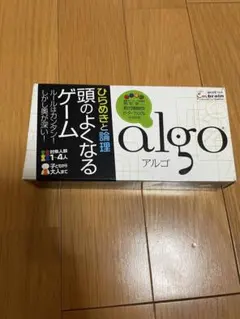 ひらめきと論理
頭のよくなる
ゲーム
ルールはカンタン!
しかし奥が深い!
対象人数
1~4人
子どもから
大人まで
algo
アルゴ